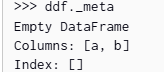 >>> ddf._meta
Empty DataFrame
Columns: [a, b]
Index: []